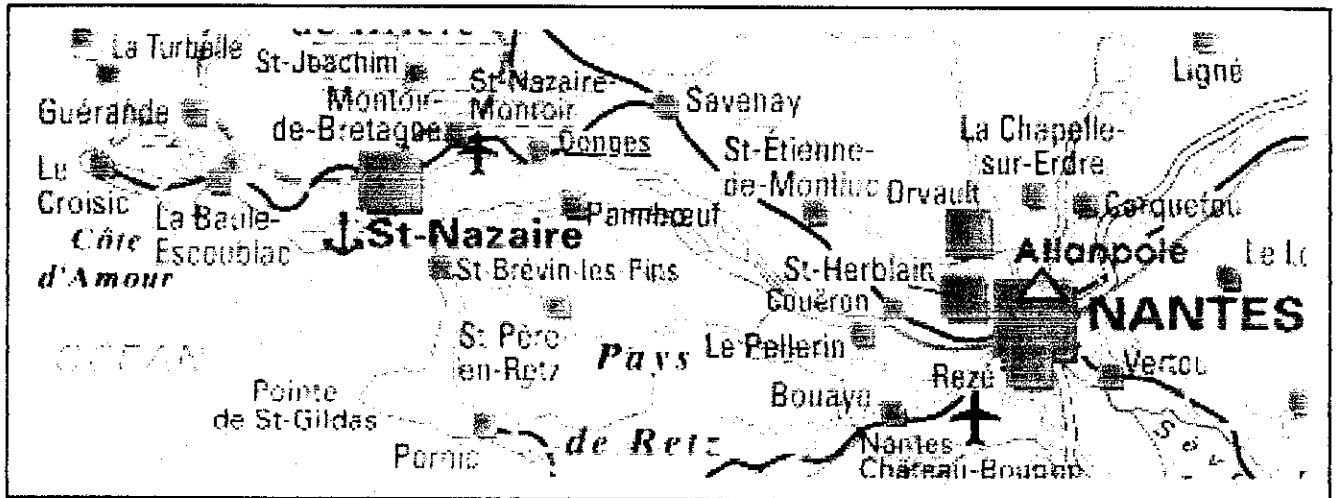 La Turballe
St-Joachim
St-Nazaire-
Montoir
Ligné
Guérande
Montoir-
de-Bretagne
Savenay
Donges
La Chapelle-
sur-Erdre
St-Étienne-
de-Montluc
Orvault
Le
Croisic
La Baule-
Escoublac
St-Nazaire
Paimbœuf
Carquefou
Côte
d'Amour
Atlanpole
St-Brévin-les-Pins
St-Herblain
Couëron
NANTES
OCÉAN
St-Père-
en-Retz
Pays
de Retz
Le Pellerin
Vertou
Rezé
Pointe
de St-Gildas
Bouaye
Pornic
Nantes
Château-Bougon